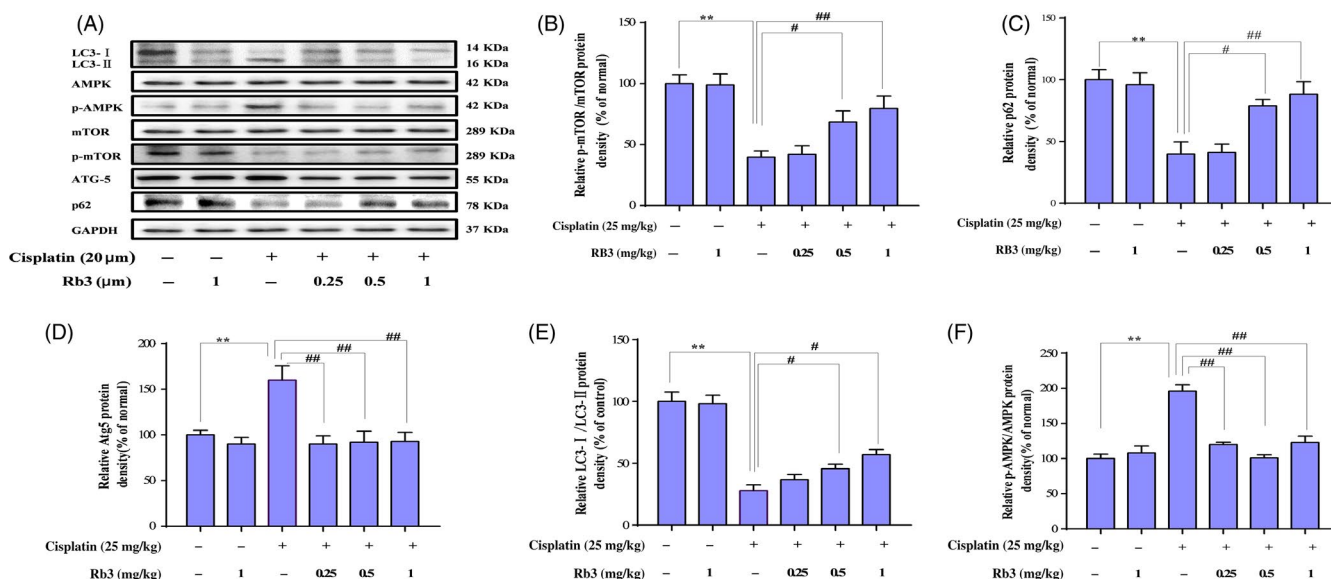 (A)
LC3-Ⅰ 14 KDa
LC3-Ⅱ 16 KDa
AMPK 42 KDa
p-AMPK 42 KDa
mTOR 289 KDa
p-mTOR 289 KDa
ATG-5 55 KDa
p62 78 KDa
GAPDH 37 KDa
Cisplatin (20 μm) – – + + + +
Rb3 (μm) – 1 – 0.25 0.5 1
(B)
Relative p-mTOR/mTOR protein
density (% of normal)
150
100
50
0
** # ##
Cisplatin (25 mg/kg) – – + + + +
RB3 (mg/kg) – 1 – 0.25 0.5 1
(C)
Relative p62 protein
density (% of normal)
150
100
50
0
** # ##
Cisplatin (25 mg/kg) – – + + + +
RB3 (mg/kg) – 1 – 0.25 0.5 1
(D)
Relative Atg5 protein
density(% of normal)
200
150
100
50
0
** ## ## ##
Cisplatin (25 mg/kg) – – + + + +
Rb3 (mg/kg) – 1 – 0.25 0.5 1
(E)
Relative LC3-Ⅰ/LC3-Ⅱ protein
density (% of control)
150
100
50
0
** # #
Cisplatin (25 mg/kg) – – + + + +
Rb3 (mg/kg) – 1 – 0.25 0.5 1
(F)
Relative p-AMPK/AMPK protein
density(% of normal)
250
200
150
100
50
0
** ## ## ##
Cisplatin (25 mg/kg) – – + + + +
Rb3 (mg/kg) – 1 – 0.25 0.5 1